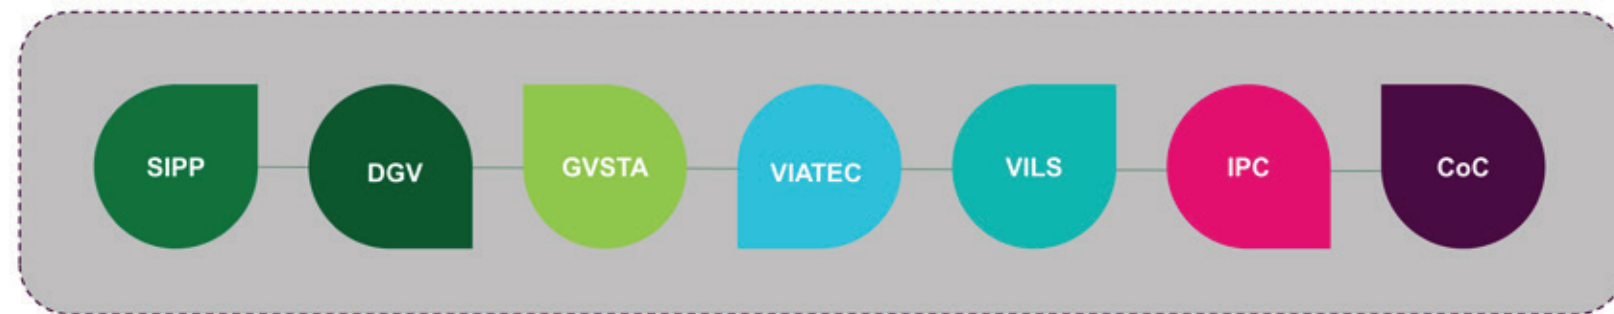 SIPP
DGV
GVSTA
VIATEC
VILS
IPC
CoC